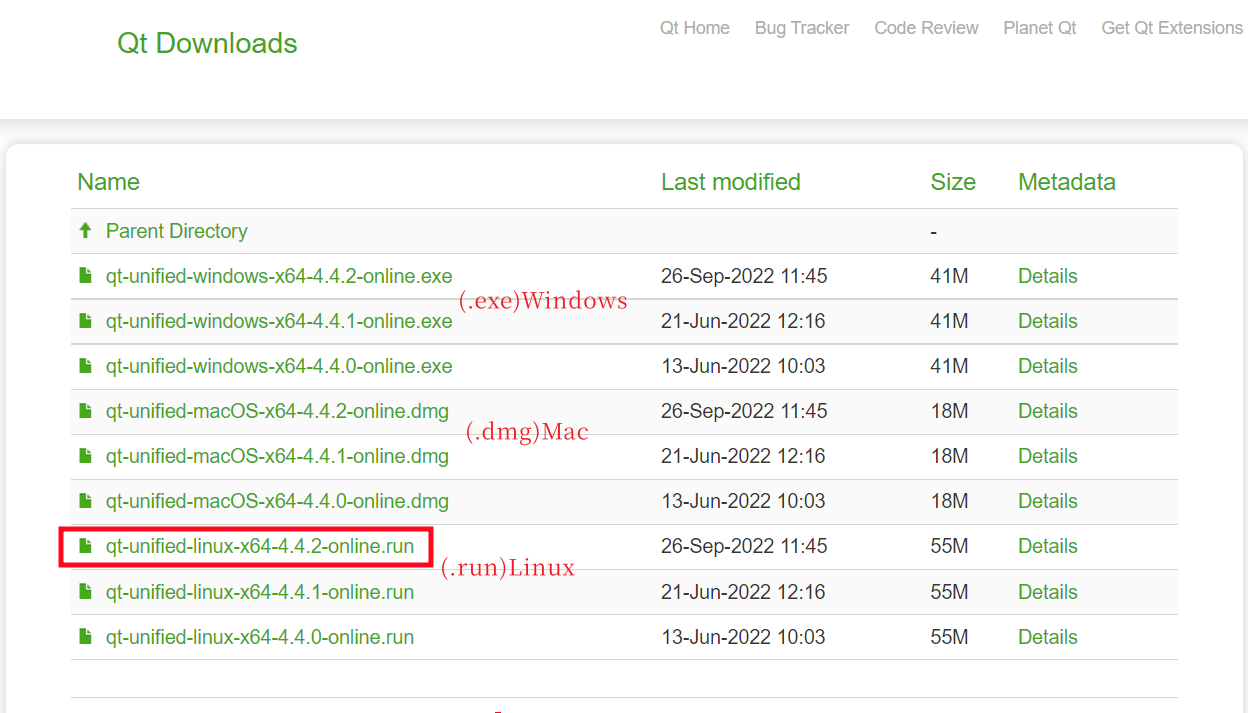 Qt Downloads
Qt Home Bug Tracker Code Review Planet Qt Get Qt Extensions
Name Last modified Size Metadata
Parent Directory -
qt-unified-windows-x64-4.4.2-online.exe 26-Sep-2022 11:45 41M Details
(.exe)Windows
qt-unified-windows-x64-4.4.1-online.exe 21-Jun-2022 12:16 41M Details
qt-unified-windows-x64-4.4.0-online.exe 13-Jun-2022 10:03 41M Details
qt-unified-macOS-x64-4.4.2-online.dmg 26-Sep-2022 11:45 18M Details
(.dmg)Mac
qt-unified-macOS-x64-4.4.1-online.dmg 21-Jun-2022 12:16 18M Details
qt-unified-macOS-x64-4.4.0-online.dmg 13-Jun-2022 10:03 18M Details
qt-unified-linux-x64-4.4.2-online.run 26-Sep-2022 11:45 55M Details
(.run)Linux
qt-unified-linux-x64-4.4.1-online.run 21-Jun-2022 12:16 55M Details
qt-unified-linux-x64-4.4.0-online.run 13-Jun-2022 10:03 55M Details